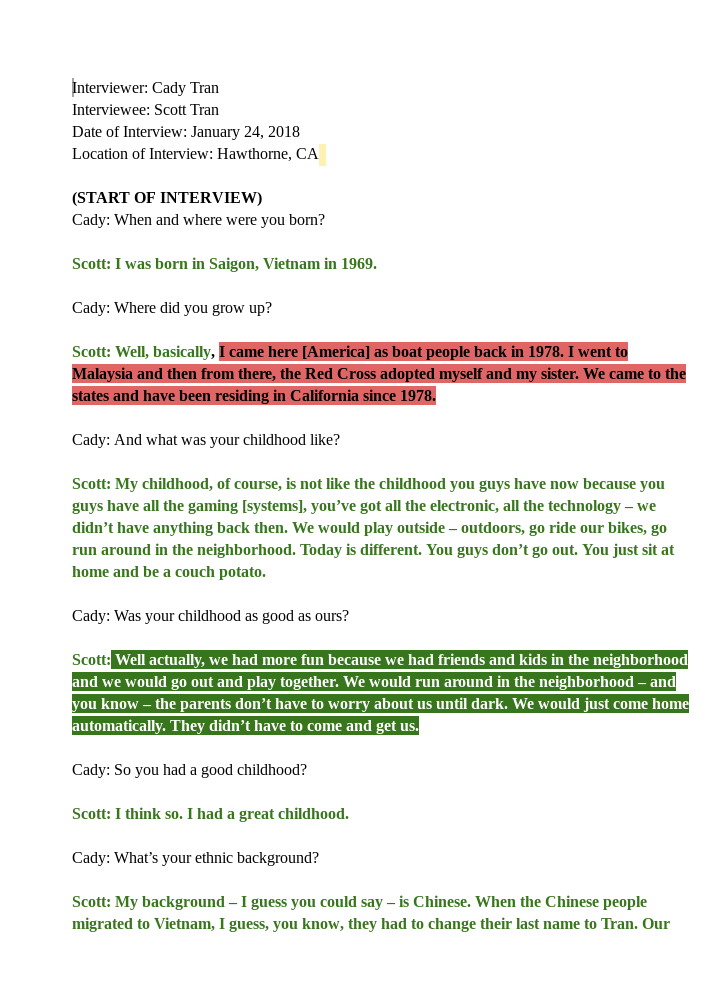 Interviewer: Cady Tran
Interviewee: Scott Tran
Date of Interview: January 24, 2018
Location of Interview: Hawthorne, CA
(START OF INTERVIEW)
Cady: When and where were you born?
Scott: I was born in Saigon, Vietnam in 1969.
Cady: Where did you grow up?
Scott: Well, basically, I came here [America] as boat people back in 1978. I went to
Malaysia and then from there, the Red Cross adopted myself and my sister. We came to the
states and have been residing in California since 1978.
Cady: And what was your childhood like?
Scott: My childhood, of course, is not like the childhood you guys have now because you
guys have all the gaming [systems], you’ve got all the electronic, all the technology – we
didn’t have anything back then. We would play outside – outdoors, go ride our bikes, go
run around in the neighborhood. Today is different. You guys don’t go out. You just sit at
home and be a couch potato.
Cady: Was your childhood as good as ours?
Scott: Well actually, we had more fun because we had friends and kids in the neighborhood
and we would go out and play together. We would run around in the neighborhood – and
you know – the parents don’t have to worry about us until dark. We would just come home
automatically. They didn’t have to come and get us.
Cady: So you had a good childhood?
Scott: I think so. I had a great childhood.
Cady: What’s your ethnic background?
Scott: My background – I guess you could say – is Chinese. When the Chinese people
migrated to Vietnam, I guess, you know, they had to change their last name to Tran. Our